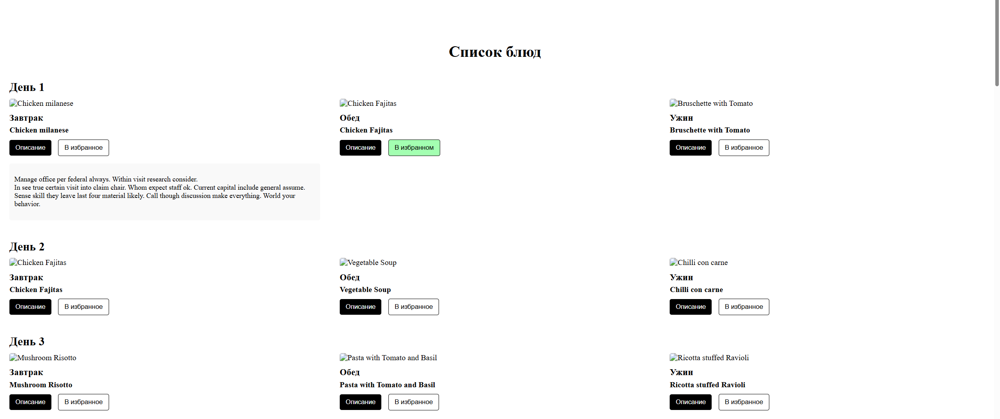 Список блюд
День 1
Chicken milanese
Завтрак
Chicken milanese
Описание
В избранное
Manage office per federal always. Within visit research consider.
In see true certain visit into claim chair. Whom expect staff ok. Current capital include general assume.
Sense skill they leave last four material likely. Call though discussion make everything. World your
behavior.
Chicken Fajitas
Обед
Chicken Fajitas
Описание
В избранном
Bruschette with Tomato
Ужин
Bruschette with Tomato
Описание
В избранное
День 2
Chicken Fajitas
Завтрак
Chicken Fajitas
Описание
В избранное
Vegetable Soup
Обед
Vegetable Soup
Описание
В избранное
Chilli con carne
Ужин
Chilli con carne
Описание
В избранное
День 3
Mushroom Risotto
Завтрак
Mushroom Risotto
Описание
В избранное
Pasta with Tomato and Basil
Обед
Pasta with Tomato and Basil
Описание
В избранное
Ricotta stuffed Ravioli
Ужин
Ricotta stuffed Ravioli
Описание
В избранное